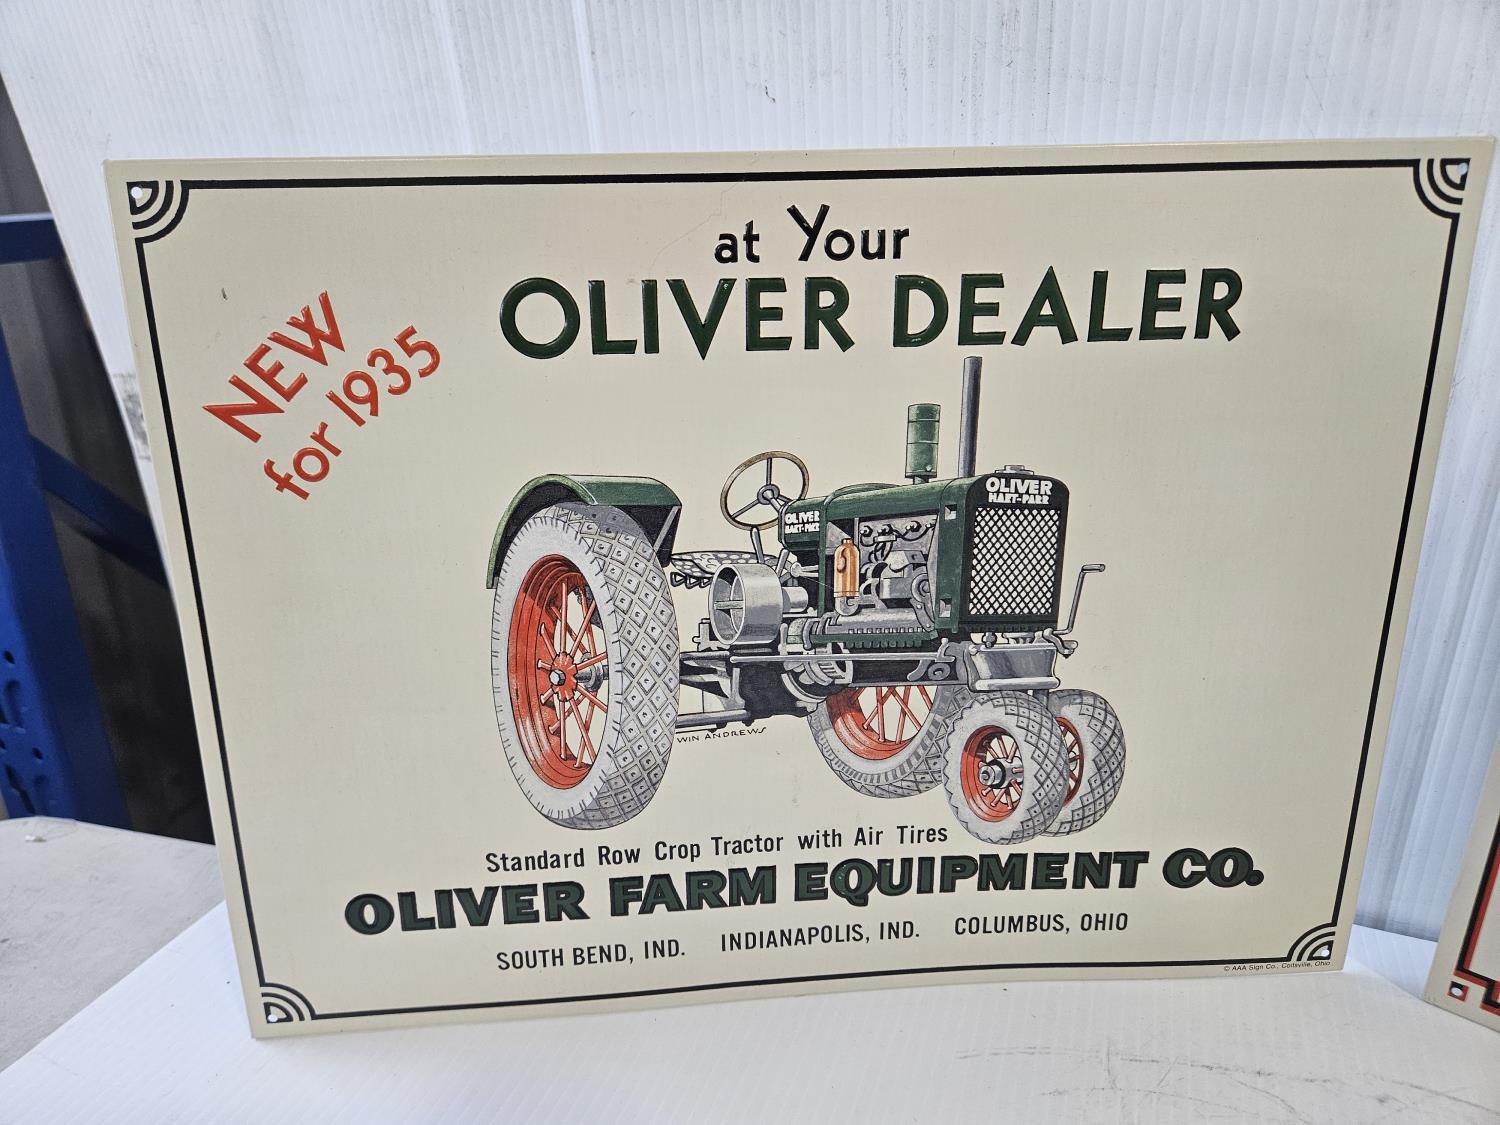 at Your
OLIVER DEALER
NEW
for 1935
OLIVER
HART-PARR
OLIVER
HART-PARR
WIN ANDREWS
Standard Row Crop Tractor with Air Tires
OLIVER FARM EQUIPMENT CO.
SOUTH BEND, IND. INDIANAPOLIS, IND. COLUMBUS, OHIO
© AAA Sign Co., Coitsville, Ohio